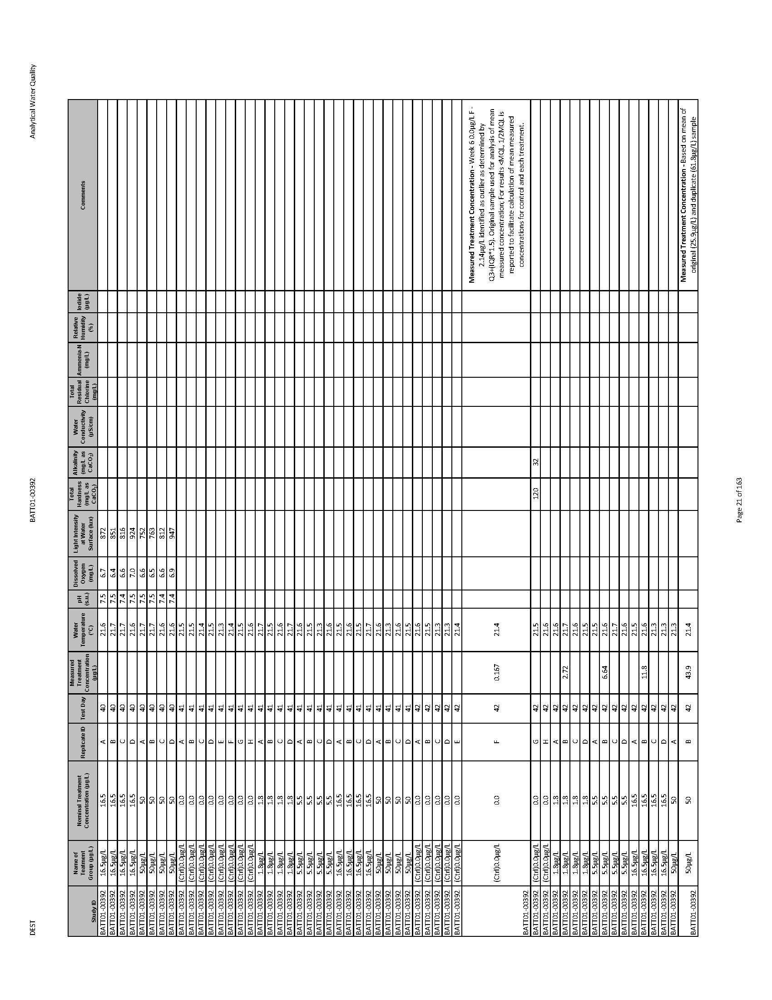 DEST BATT01-00392 Analytical Water Quality
Study ID Name of Teatment Group (µg/L) Nominal Treatment Concentration (µg/L) Replicate ID Test Day Measured Treatment Concentration (µg/L) Water Temperature (°C) pH (s.u.) Dissolved Oxygen (mg/L) Light Intensity at Water Surface (lux) Total Hardness (mg/L as CaCO₃) Alkalinity (mg/L as CaCO₃) Water Conductivity (µS/cm) Total Residual Chlorine (mg/L) Ammonia-N (mg/L) Relative Humidity (%) Iodide (µg/L) Comments
BATT01-00392 16.5µg/L 16.5 A 40 21.6 7.5 6.7 872
BATT01-00392 16.5µg/L 16.5 B 40 21.7 7.5 6.4 851
BATT01-00392 16.5µg/L 16.5 C 40 21.7 7.4 6.6 816
BATT01-00392 16.5µg/L 16.5 D 40 21.6 7.5 7.0 924
BATT01-00392 50µg/L 50 A 40 21.7 7.5 6.6 752
BATT01-00392 50µg/L 50 B 40 21.7 7.5 6.5 763
BATT01-00392 50µg/L 50 C 40 21.6 7.4 6.6 812
BATT01-00392 50µg/L 50 D 40 21.6 7.4 6.9 947
BATT01-00392 (Ctrl)0.0µg/L 0.0 A 41 21.5
BATT01-00392 (Ctrl)0.0µg/L 0.0 B 41 21.5
BATT01-00392 (Ctrl)0.0µg/L 0.0 C 41 21.4
BATT01-00392 (Ctrl)0.0µg/L 0.0 D 41 21.5
BATT01-00392 (Ctrl)0.0µg/L 0.0 E 41 21.3
BATT01-00392 (Ctrl)0.0µg/L 0.0 F 41 21.4
BATT01-00392 (Ctrl)0.0µg/L 0.0 G 41 21.5
BATT01-00392 (Ctrl)0.0µg/L 0.0 H 41 21.6
BATT01-00392 1.8µg/L 1.8 A 41 21.7
BATT01-00392 1.8µg/L 1.8 B 41 21.5
BATT01-00392 1.8µg/L 1.8 C 41 21.6
BATT01-00392 1.8µg/L 1.8 D 41 21.7
BATT01-00392 5.5µg/L 5.5 A 41 21.6
BATT01-00392 5.5µg/L 5.5 B 41 21.5
BATT01-00392 5.5µg/L 5.5 C 41 21.3
BATT01-00392 5.5µg/L 5.5 D 41 21.6
BATT01-00392 16.5µg/L 16.5 A 41 21.5
BATT01-00392 16.5µg/L 16.5 B 41 21.6
BATT01-00392 16.5µg/L 16.5 C 41 21.5
BATT01-00392 16.5µg/L 16.5 D 41 21.7
BATT01-00392 50µg/L 50 A 41 21.6
BATT01-00392 50µg/L 50 B 41 21.3
BATT01-00392 50µg/L 50 C 41 21.6
BATT01-00392 50µg/L 50 D 41 21.5
BATT01-00392 (Ctrl)0.0µg/L 0.0 A 42 21.6
BATT01-00392 (Ctrl)0.0µg/L 0.0 B 42 21.5
BATT01-00392 (Ctrl)0.0µg/L 0.0 C 42 21.3
BATT01-00392 (Ctrl)0.0µg/L 0.0 D 42 21.3
BATT01-00392 (Ctrl)0.0µg/L 0.0 E 42 21.4
BATT01-00392 (Ctrl)0.0µg/L 0.0 F 42 0.167 21.4
Measured Treatment Concentration - Week 6 0.0µg/L F -
2.14µg/L identified as outlier as determined by
Q3+(IQR*1.5). Original sample used for analysis of mean
measured concentration; For results <MQL, 1/2MQL is
reported to facilitate calculation of mean measured
concentrations for control and each treatment.
BATT01-00392 (Ctrl)0.0µg/L 0.0 G 42 21.5 120 32
BATT01-00392 (Ctrl)0.0µg/L 0.0 H 42 21.6
BATT01-00392 1.8µg/L 1.8 A 42 21.6
BATT01-00392 1.8µg/L 1.8 B 42 2.72 21.7
BATT01-00392 1.8µg/L 1.8 C 42 21.6
BATT01-00392 1.8µg/L 1.8 D 42 21.5
BATT01-00392 5.5µg/L 5.5 A 42 21.5
BATT01-00392 5.5µg/L 5.5 B 42 6.64 21.6
BATT01-00392 5.5µg/L 5.5 C 42 21.7
BATT01-00392 5.5µg/L 5.5 D 42 21.6
BATT01-00392 16.5µg/L 16.5 A 42 21.5
BATT01-00392 16.5µg/L 16.5 B 42 11.8 21.6
BATT01-00392 16.5µg/L 16.5 C 42 21.3
BATT01-00392 16.5µg/L 16.5 D 42 21.3
BATT01-00392 50µg/L 50 A 42 21.3
BATT01-00392 50µg/L 50 B 42 43.9 21.4
Measured Treatment Concentration - Based on mean of
original (25.9µg/L) and duplicate (61.8µg/L) sample
Page 21 of 163